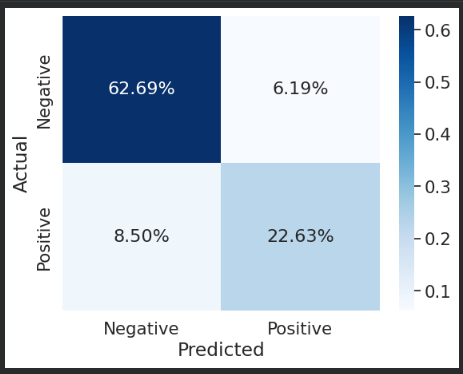 Actual
Negative
62.69%
6.19%
Positive
8.50%
22.63%
Negative
Positive
Predicted
0.6
0.5
0.4
0.3
0.2
0.1